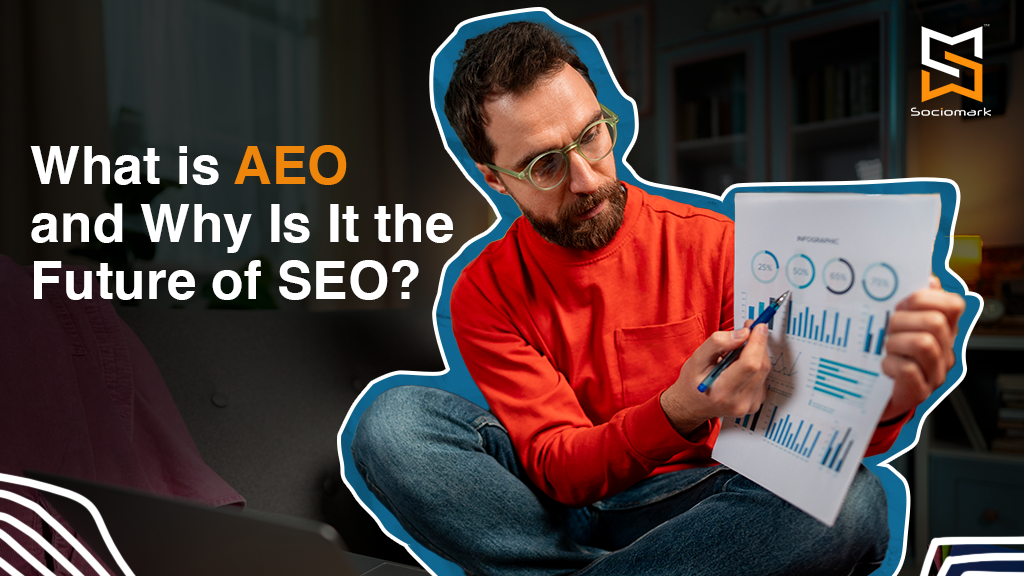 What is AEO
and Why Is It the
Future of SEO?
Sociomark
INFOGRAPHIC
25% 50% 65% 75%